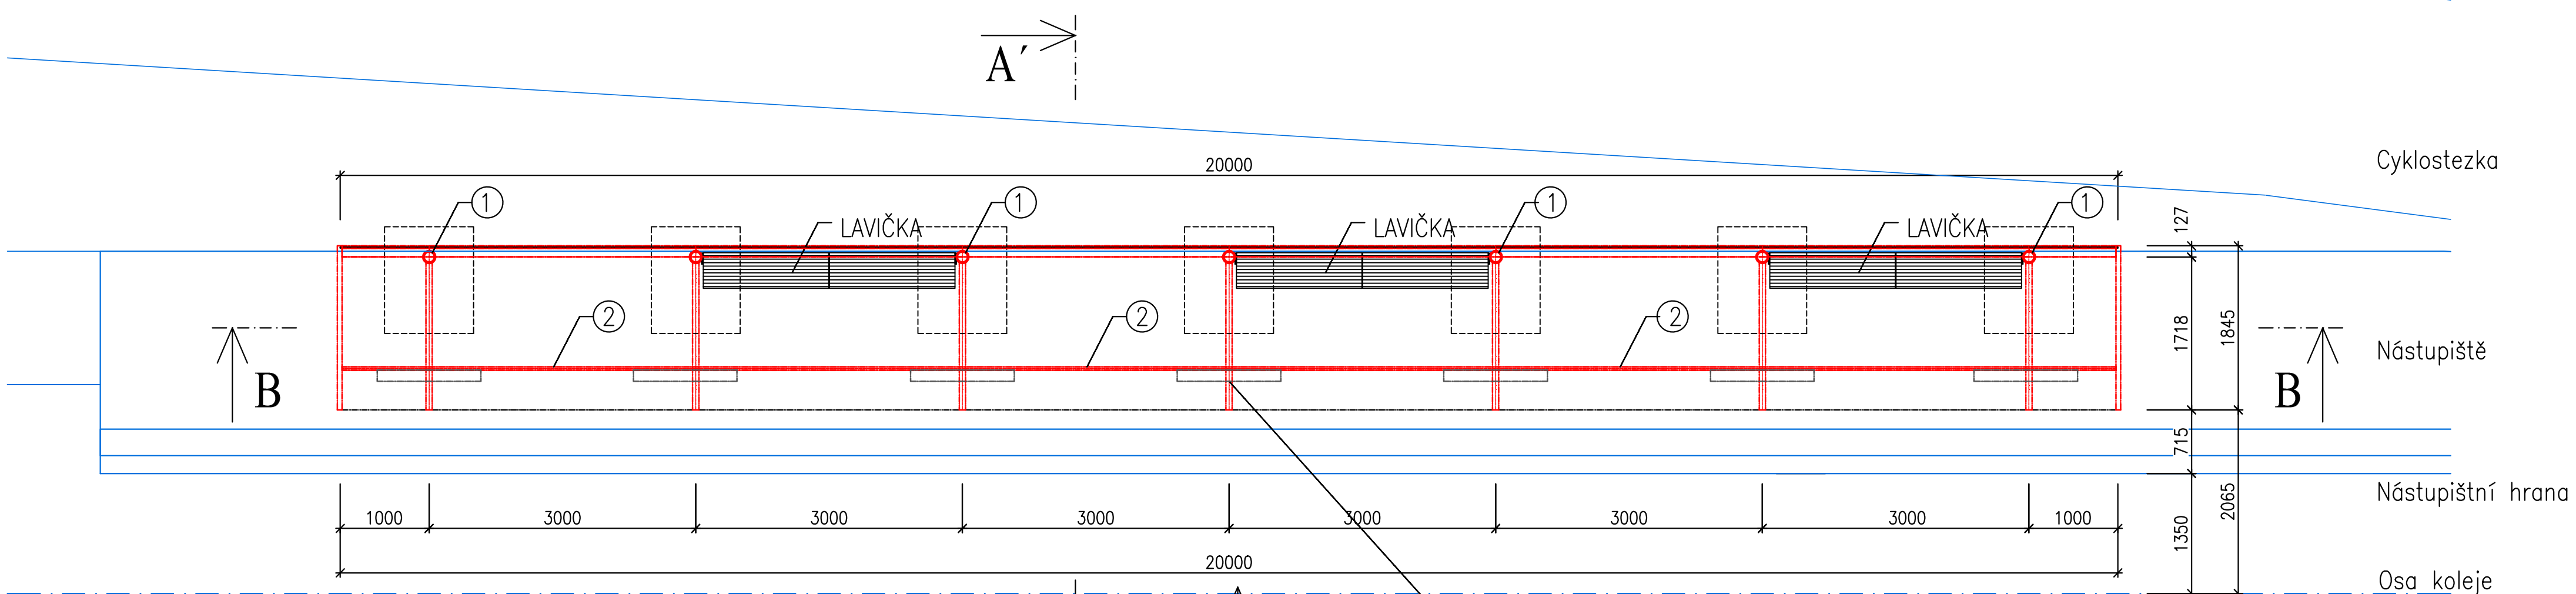 A´
20000
Cyklostezka
1
1
1
1
127
LAVIČKA
LAVIČKA
LAVIČKA
2
2
2
1718
1845
Nástupiště
B
B
715
Nástupištní hrana
2065
1000
3000
3000
3000
3000
3000
3000
1000
1350
20000
Osa koleje